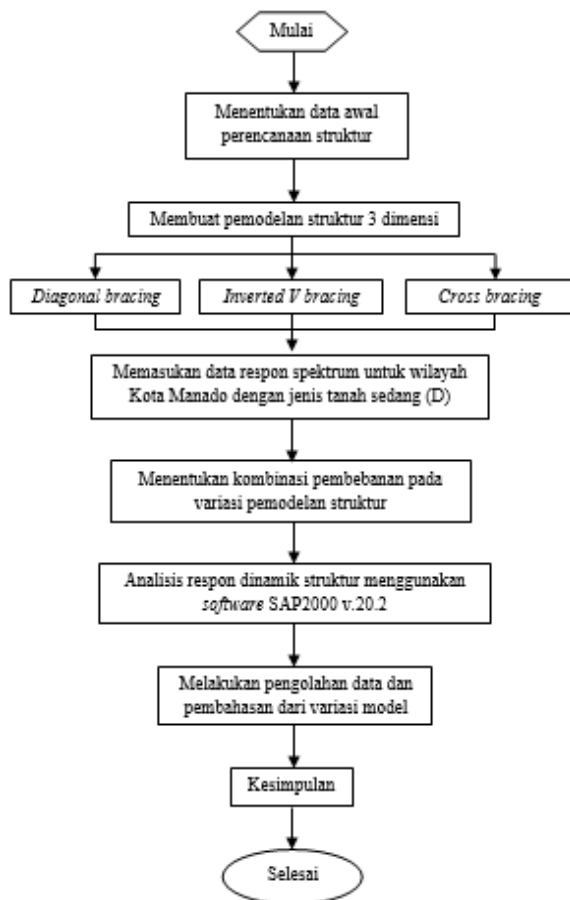 Mulai
Menentukan data awal
perencanaan struktur
Membuat pemodelan struktur 3 dimensi
Diagonal bracing
Inverted V bracing
Cross bracing
Memasukan data respon spektrum untuk wilayah
Kota Manado dengan jenis tanah sedang (D)
Menentukan kombinasi pembebanan pada
variasi pemodelan struktur
Analisis respon dinamik struktur menggunakan
software SAP2000 v.20.2
Melakukan pengolahan data dan
pembahasan dari variasi model
Kesimpulan
Selesai